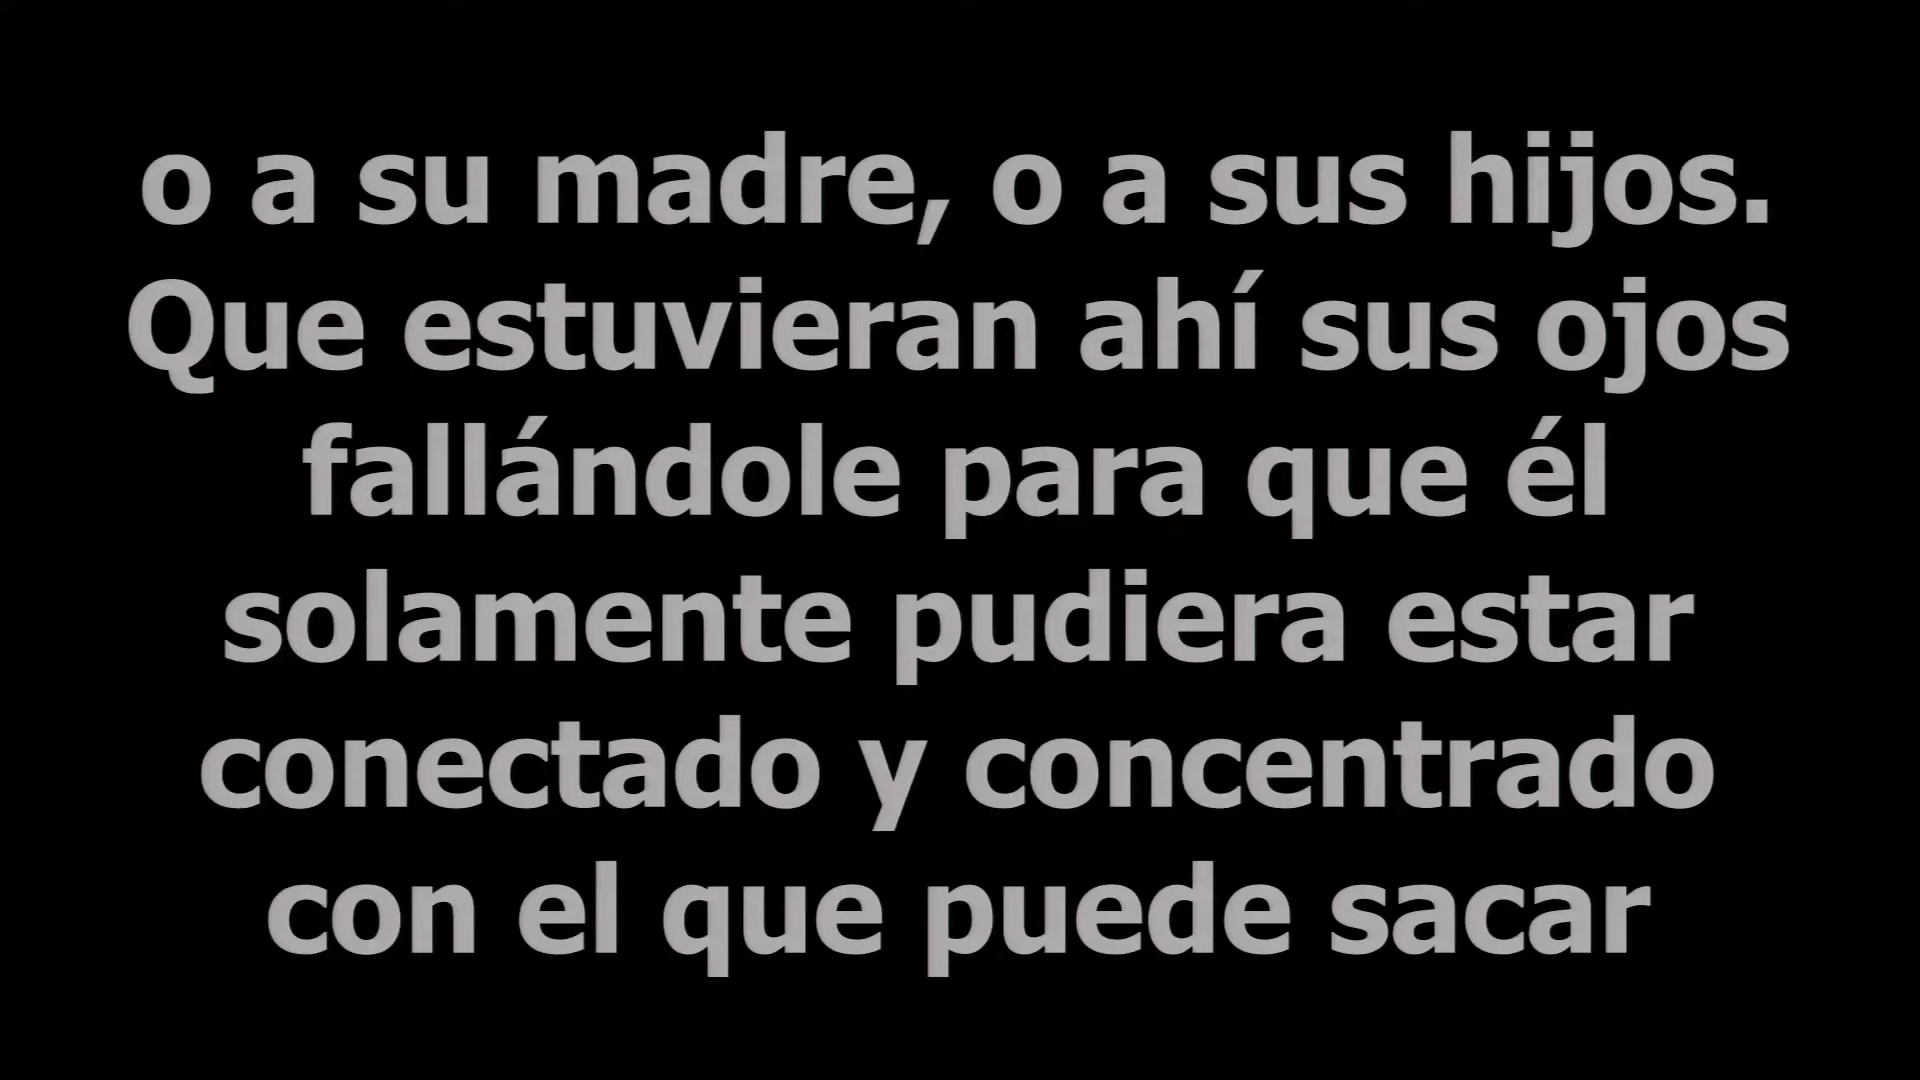 o a su madre, o a sus hijos.
Que estuvieran ahí sus ojos
fallándole para que él
solamente pudiera estar
conectado y concentrado
con el que puede sacar